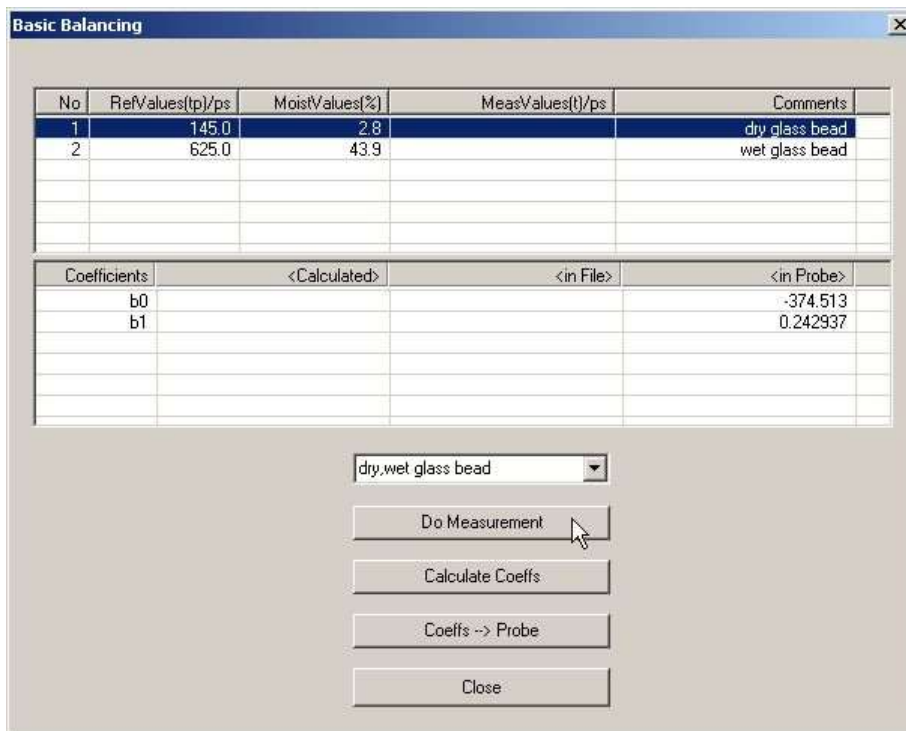 Basic Balancing
No RefValues(tp)/ps MoistValues(%) MeasValues(t)/ps Comments
1 145.0 2.8 dry glass bead
2 625.0 43.9 wet glass bead
Coefficients <Calculated> <in File> <in Probe>
b0 -374.513
b1 0.242937
dry,wet glass bead
Do Measurement
Calculate Coeffs
Coeffs --> Probe
Close